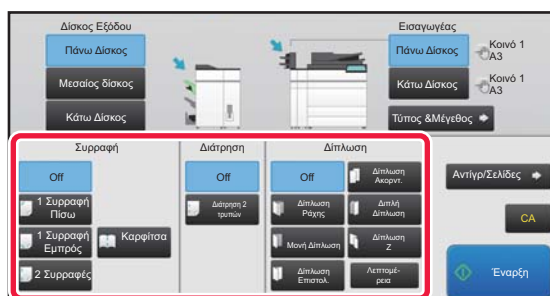 Δίσκος Εξόδου
Εισαγωγέας
Πάνω Δίσκος
Μεσαίος δίσκος
Κάτω Δίσκος
Πάνω Δίσκος
Κοινό 1
A3
Κάτω Δίσκος
Κοινό 1
A3
Τύπος &Μέγεθος
Συρραφή
Off
1 Συρραφή
Πίσω
1 Συρραφή
Εμπρός
Καρφίτσα
2 Συρραφές
Διάτρηση
Off
Διάτρηση 2
τρυπών
Δίπλωση
Off
Δίπλωση
Ακορντ.
Δίπλωση
Ράχης
Διπλή
Δίπλωση
Μονή Δίπλωση
Δίπλωση
Z
Δίπλωση
Επιστολ.
Λεπτομέ-
ρεια
Αντίγρ/Σελίδες
CA
Έναρξη